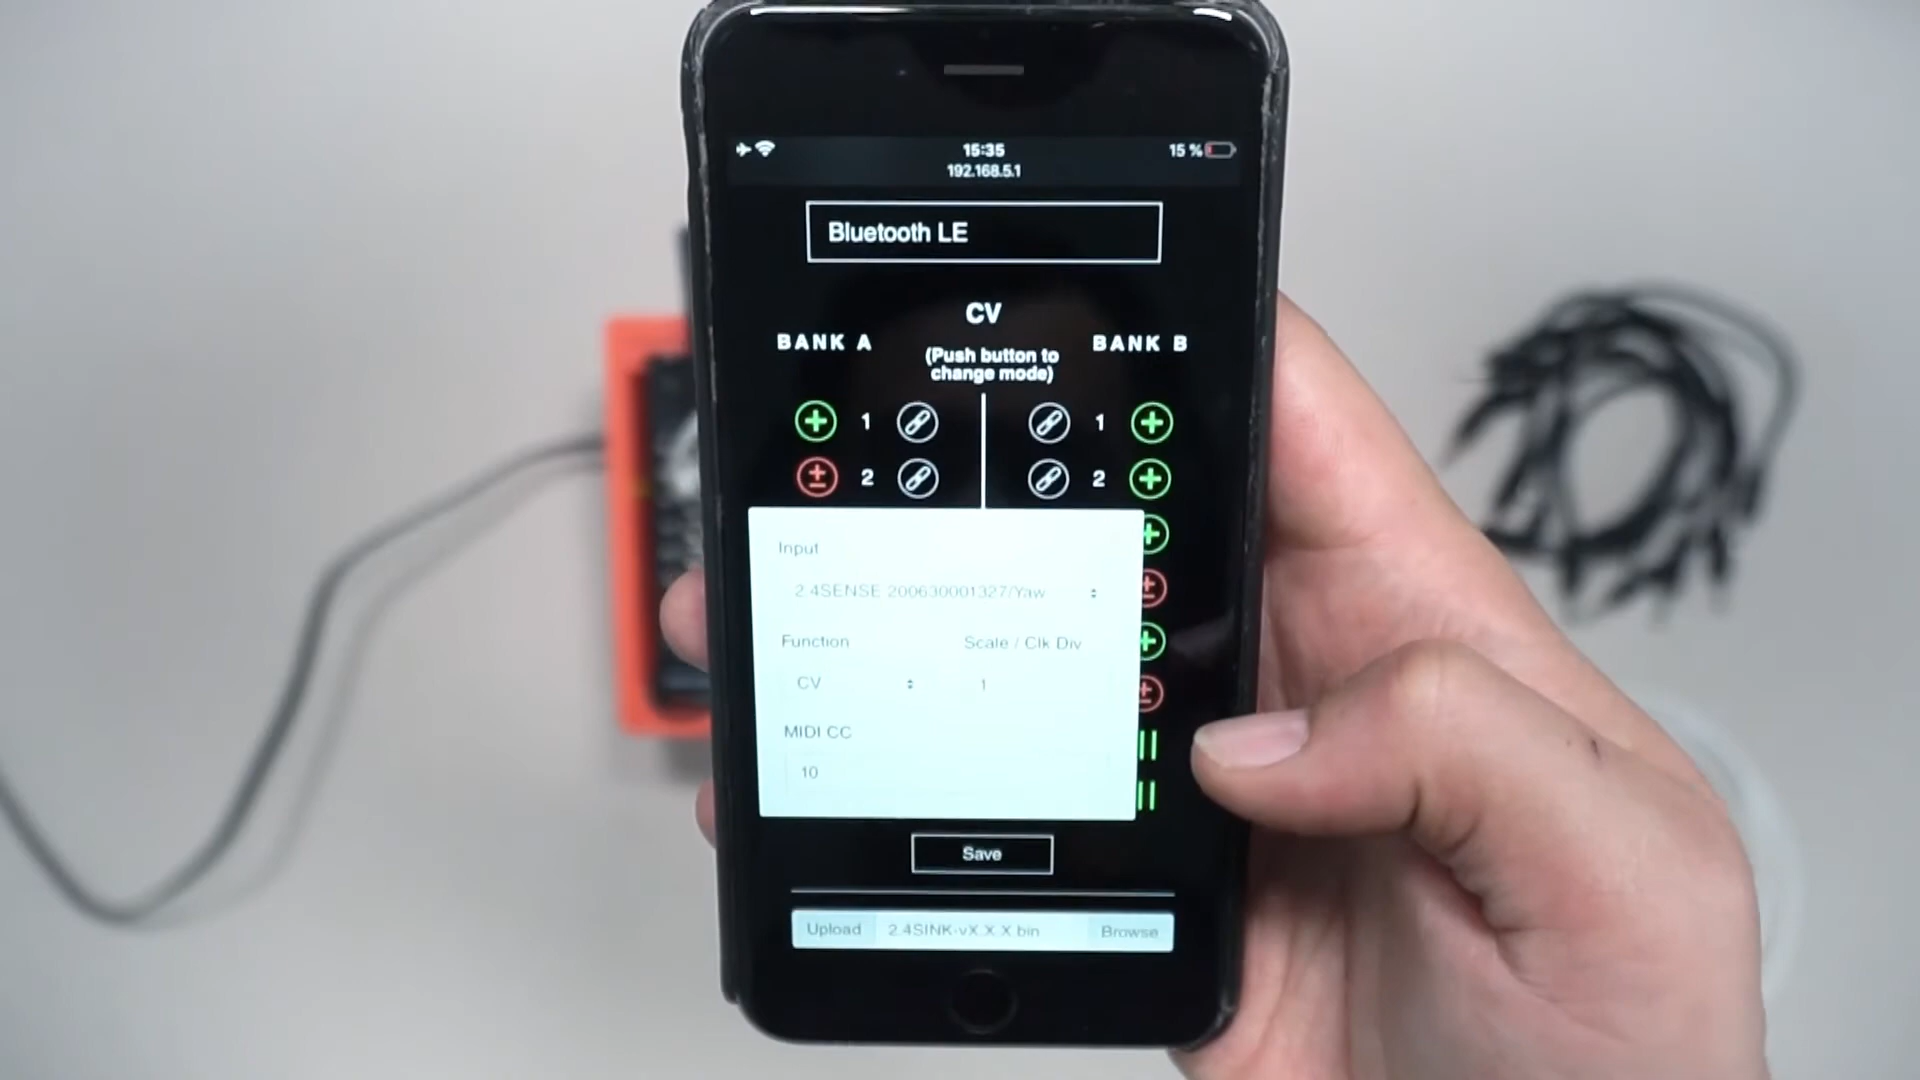 15:35
15 %
192.168.5.1
Bluetooth LE
CV
BANK A
BANK B
(Push button to
change mode)
1
1
2
2
Input
2.4SENSE 200630001327/Yaw
Function
Scale / Clk Div
CV
1
MIDI CC
10
Save
Upload
2.4SINK-vX.X.X.bin
Browse